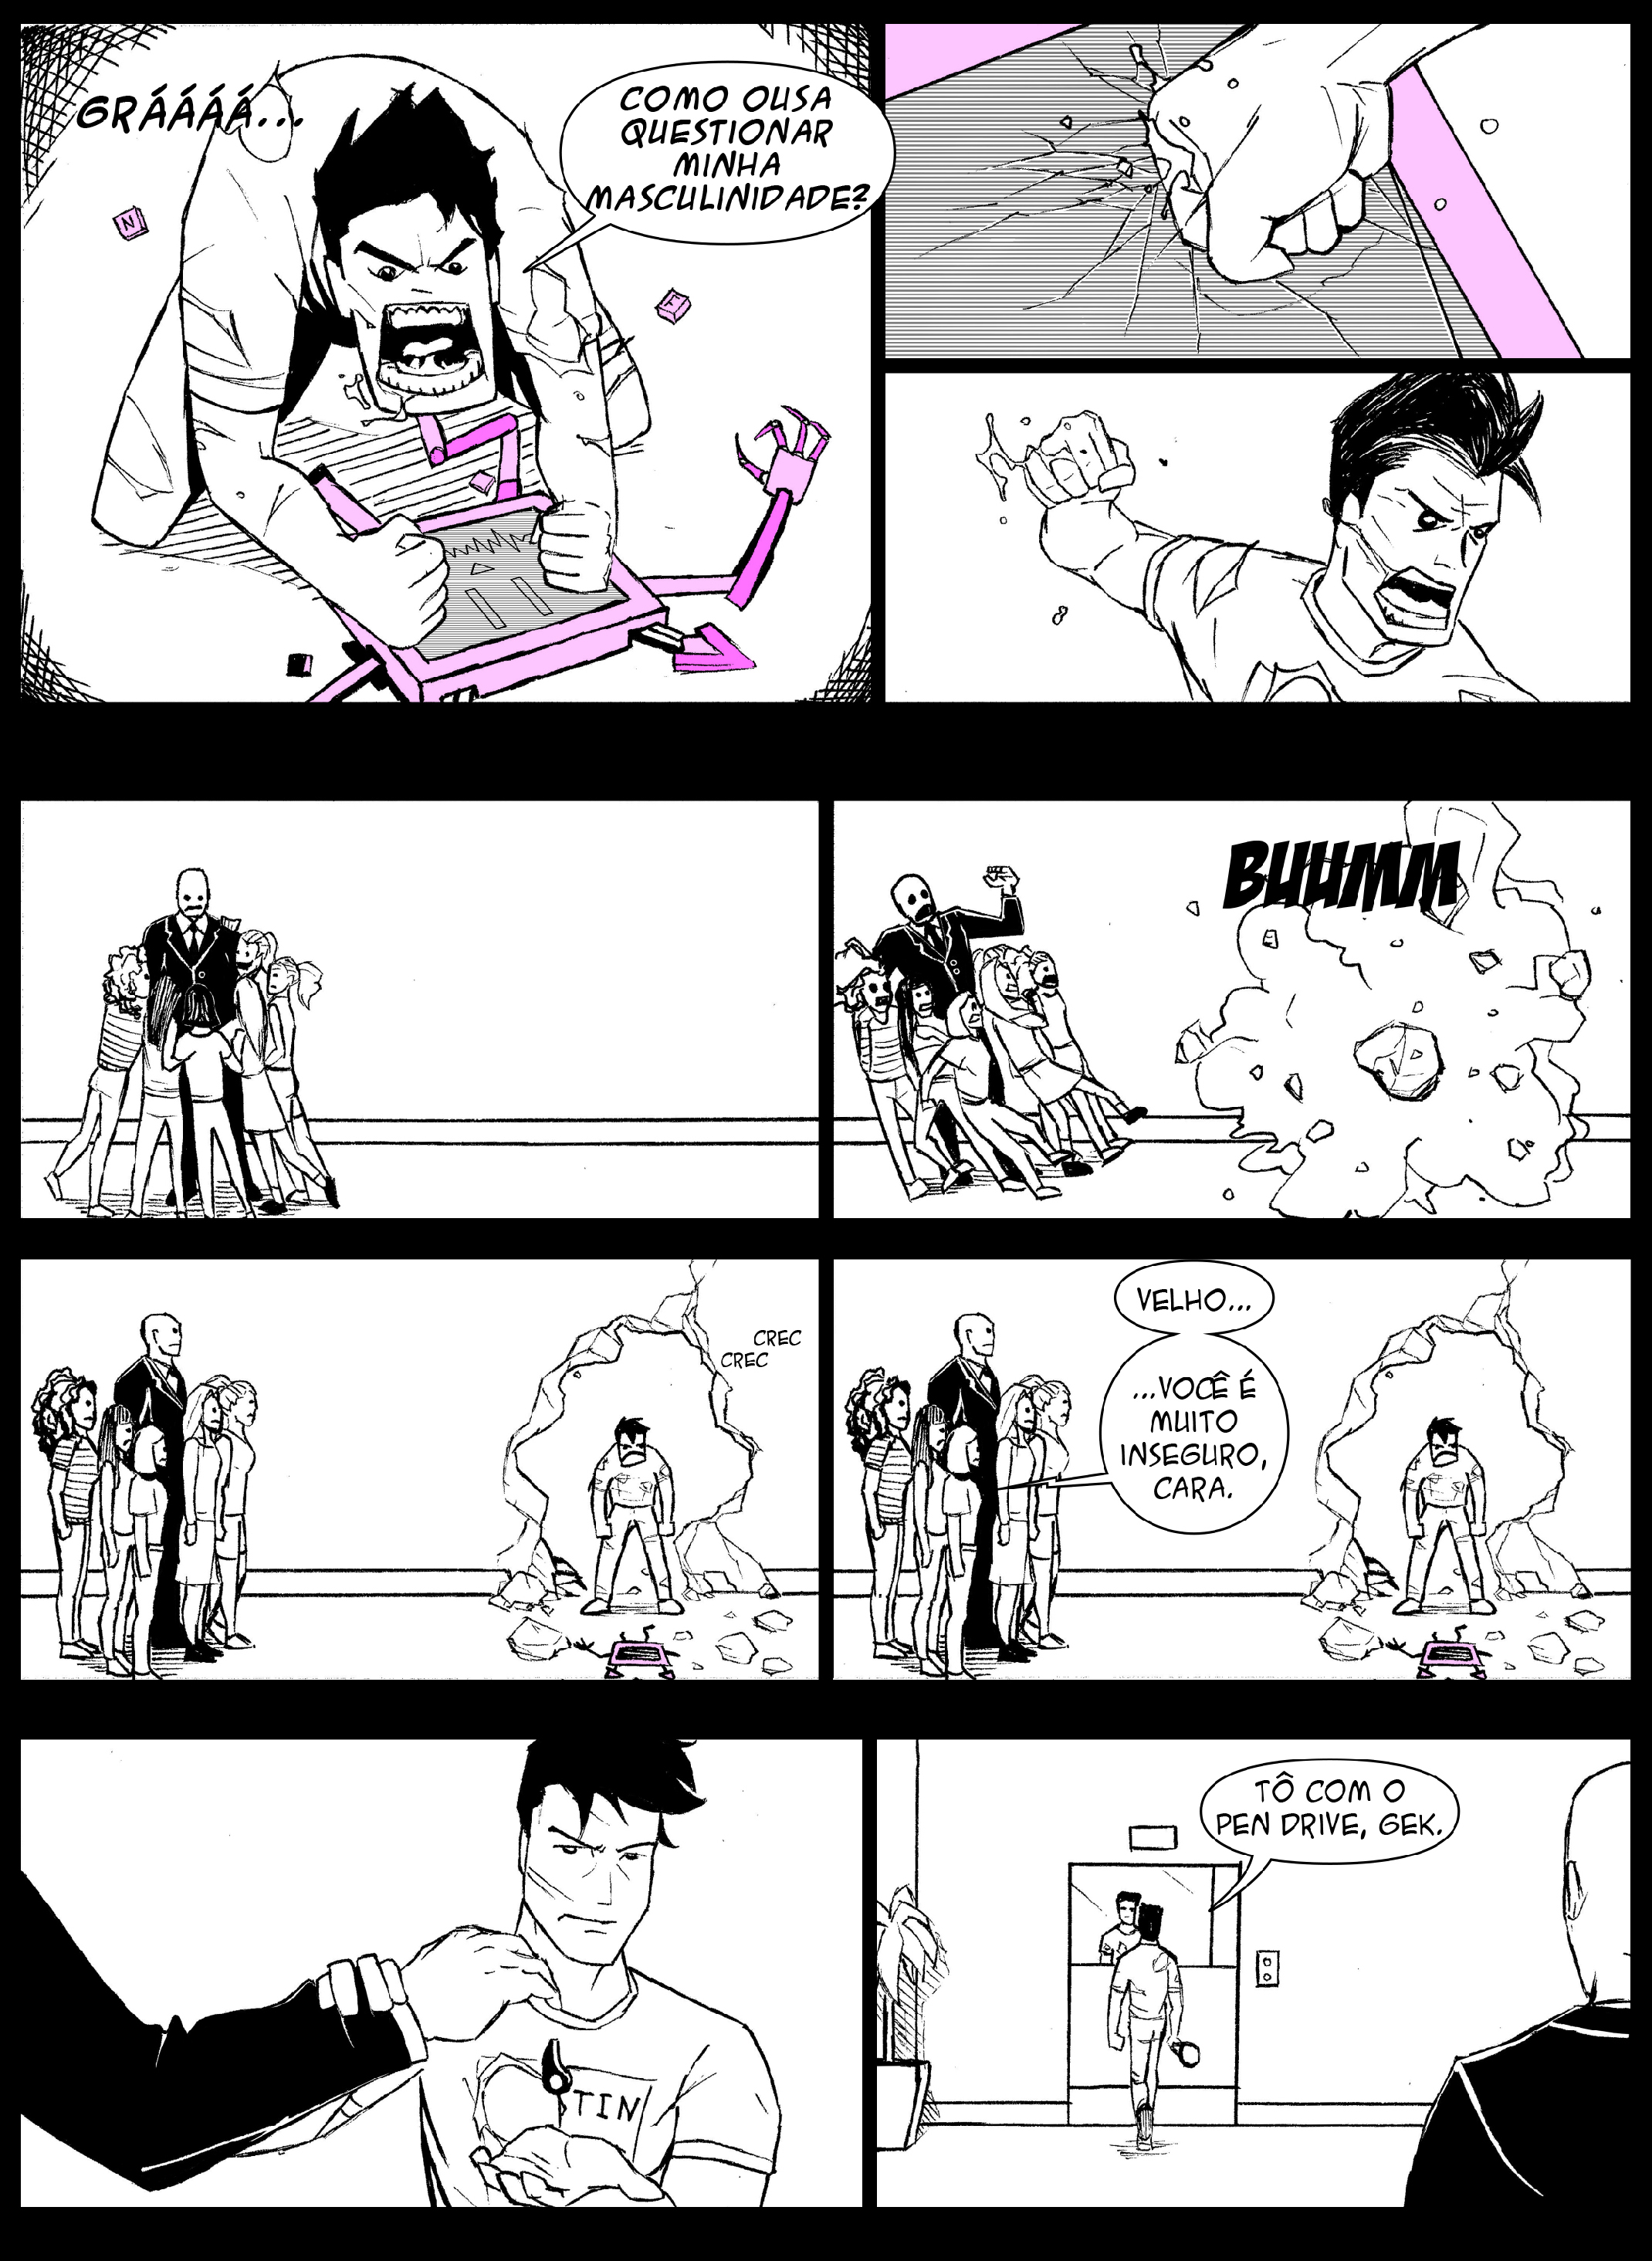 GRÁÁÁÁ...
COMO OUSA
QUESTIONAR
MINHA
MASCULINIDADE?
N
BUUMM
CREC
CREC
VELHO...
...VOCÊ É
MUITO
INSEGURO,
CARA.
TIN
TÔ COM O
PEN DRIVE, GEK.